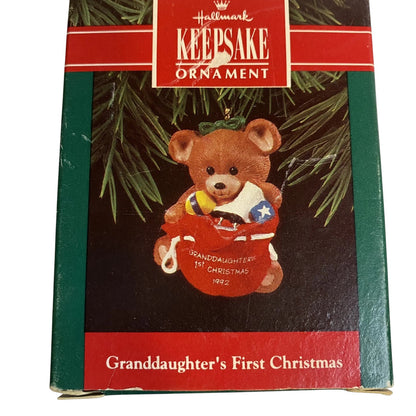 Hallmark
KEEPSAKE
ORNAMENT
GRANDDAUGHTER'S
1ST CHRISTMAS
1992
Granddaughter's First Christmas